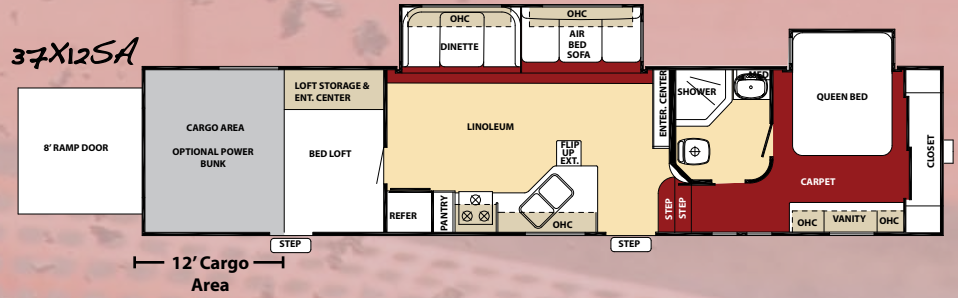 37X12SA
OHC
DINETTE
OHC
AIR
BED
SOFA
8' RAMP DOOR
CARGO AREA
OPTIONAL POWER
BUNK
LOFT STORAGE &
ENT. CENTER
BED LOFT
LINOLEUM
FLIP
UP
EXT.
REFER
PANTRY
OHC
ENTER. CENTER
SHOWER
MED
QUEEN BED
CLOSET
CARPET
STEP
STEP
OHC
VANITY
OHC
STEP
STEP
12' Cargo
Area